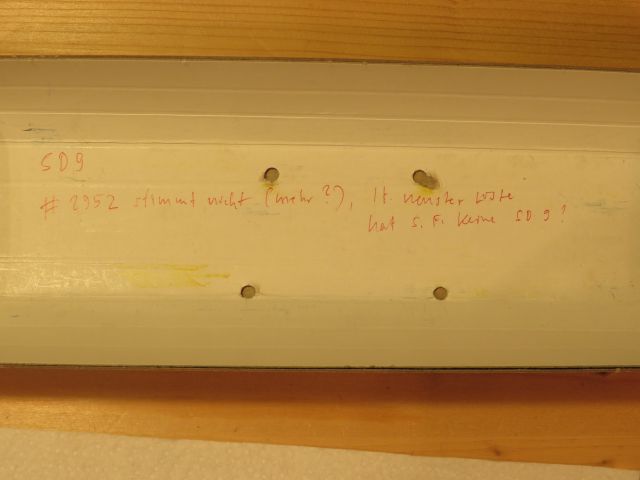 SD9
# 2952 stimmt nicht (mehr?), lt. neuster Liste
hat S. F. keine SD 9?